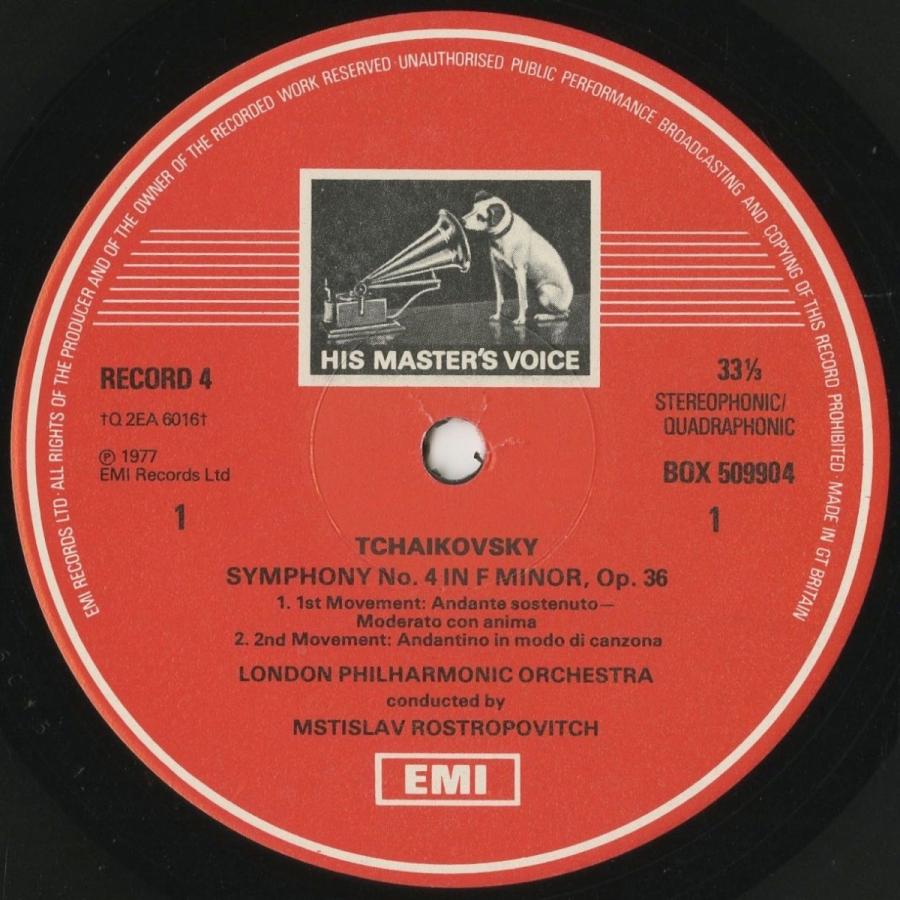 EMI RECORDS LTD · ALL RIGHTS OF THE PRODUCER AND OF THE OWNER OF THE RECORDED WORK RESERVED · UNAUTHORISED PUBLIC PERFORMANCE BROADCASTING AND COPYING OF THIS RECORD PROHIBITED · MADE IN GT BRITAIN
HIS MASTER'S VOICE
RECORD 4
†Q 2EA 6016†
℗ 1977
EMI Records Ltd
1
33⅓
STEREOPHONIC/
QUADRAPHONIC
BOX 509904
1
TCHAIKOVSKY
SYMPHONY No. 4 IN F MINOR, Op. 36
1. 1st Movement: Andante sostenuto—
Moderato con anima
2. 2nd Movement: Andantino in modo di canzona
LONDON PHILHARMONIC ORCHESTRA
conducted by
MSTISLAV ROSTROPOVITCH
EMI